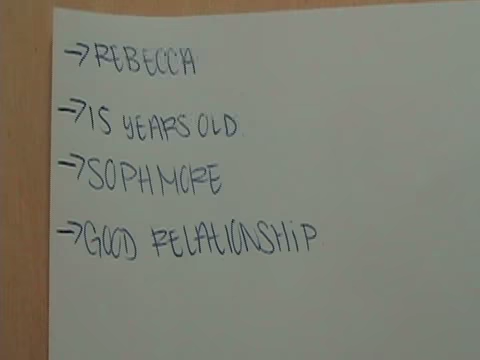 →REBECCA
→15 YEARS OLD
→SOPHMORE
→GOOD RELATIONSHIP